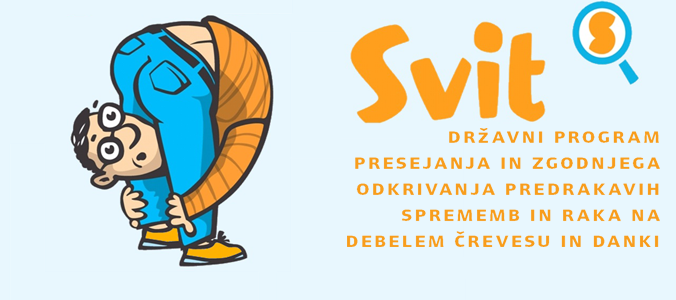 Svit
S
DRŽAVNI PROGRAM
PRESEJANJA IN ZGODNJEGA
ODKRIVANJA PREDRAKAVIH
SPREMEMB IN RAKA NA
DEBELEM ČREVESU IN DANKI